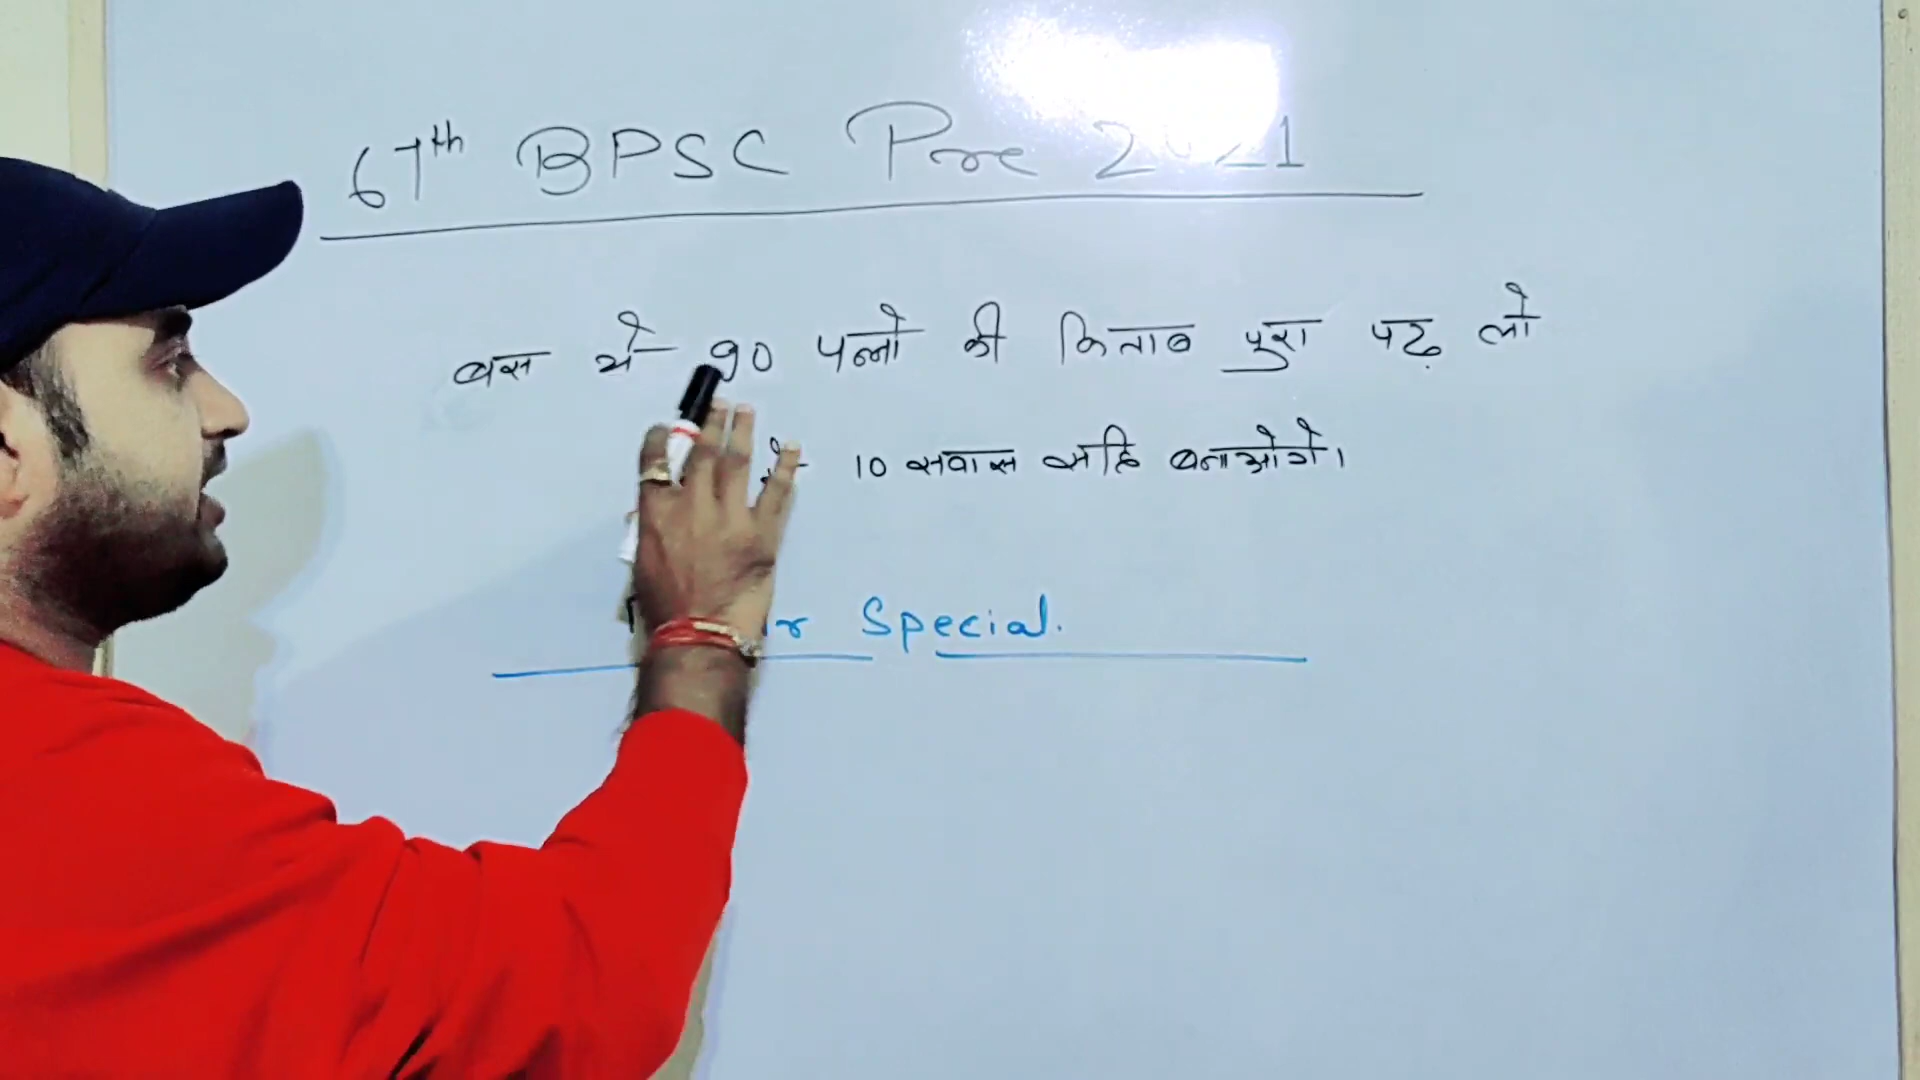 67th BPSC Pre 2021
बस ये 90 पन्नो की किताब पुरा पढ़ लो
10 सवाल सहि बनाओगे।
Special.